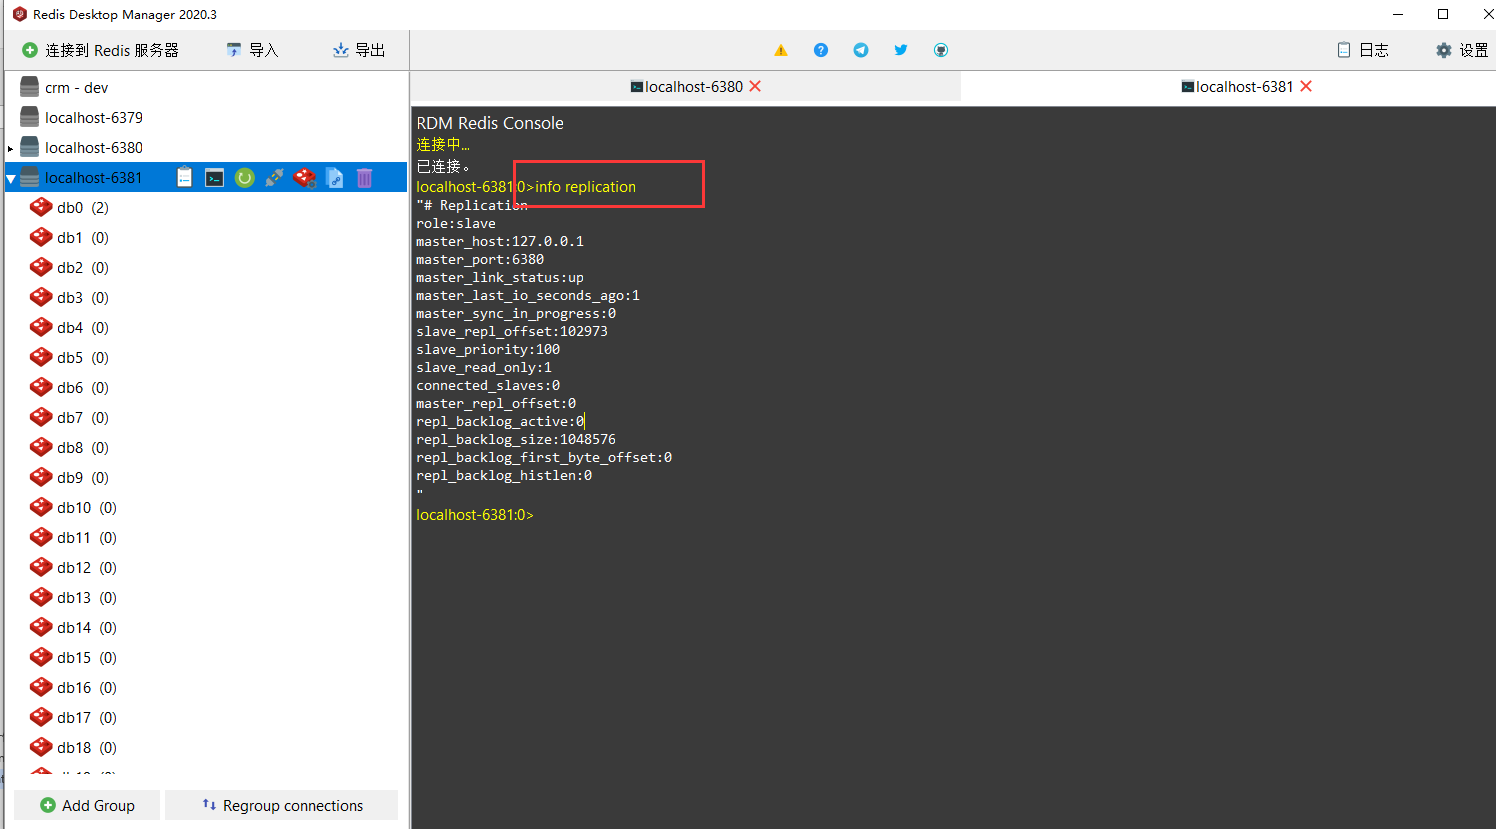 Redis Desktop Manager 2020.3
连接到 Redis 服务器
导入
导出
日志
设置
crm - dev
localhost-6379
localhost-6380
localhost-6381
db0 (2)
db1 (0)
db2 (0)
db3 (0)
db4 (0)
db5 (0)
db6 (0)
db7 (0)
db8 (0)
db9 (0)
db10 (0)
db11 (0)
db12 (0)
db13 (0)
db14 (0)
db15 (0)
db16 (0)
db17 (0)
db18 (0)
Add Group
Regroup connections
localhost-6380
localhost-6381
RDM Redis Console
连接中...
已连接。
localhost-6381:0>info replication
"# Replication
role:slave
master_host:127.0.0.1
master_port:6380
master_link_status:up
master_last_io_seconds_ago:1
master_sync_in_progress:0
slave_repl_offset:102973
slave_priority:100
slave_read_only:1
connected_slaves:0
master_repl_offset:0
repl_backlog_active:0
repl_backlog_size:1048576
repl_backlog_first_byte_offset:0
repl_backlog_histlen:0
"
localhost-6381:0>